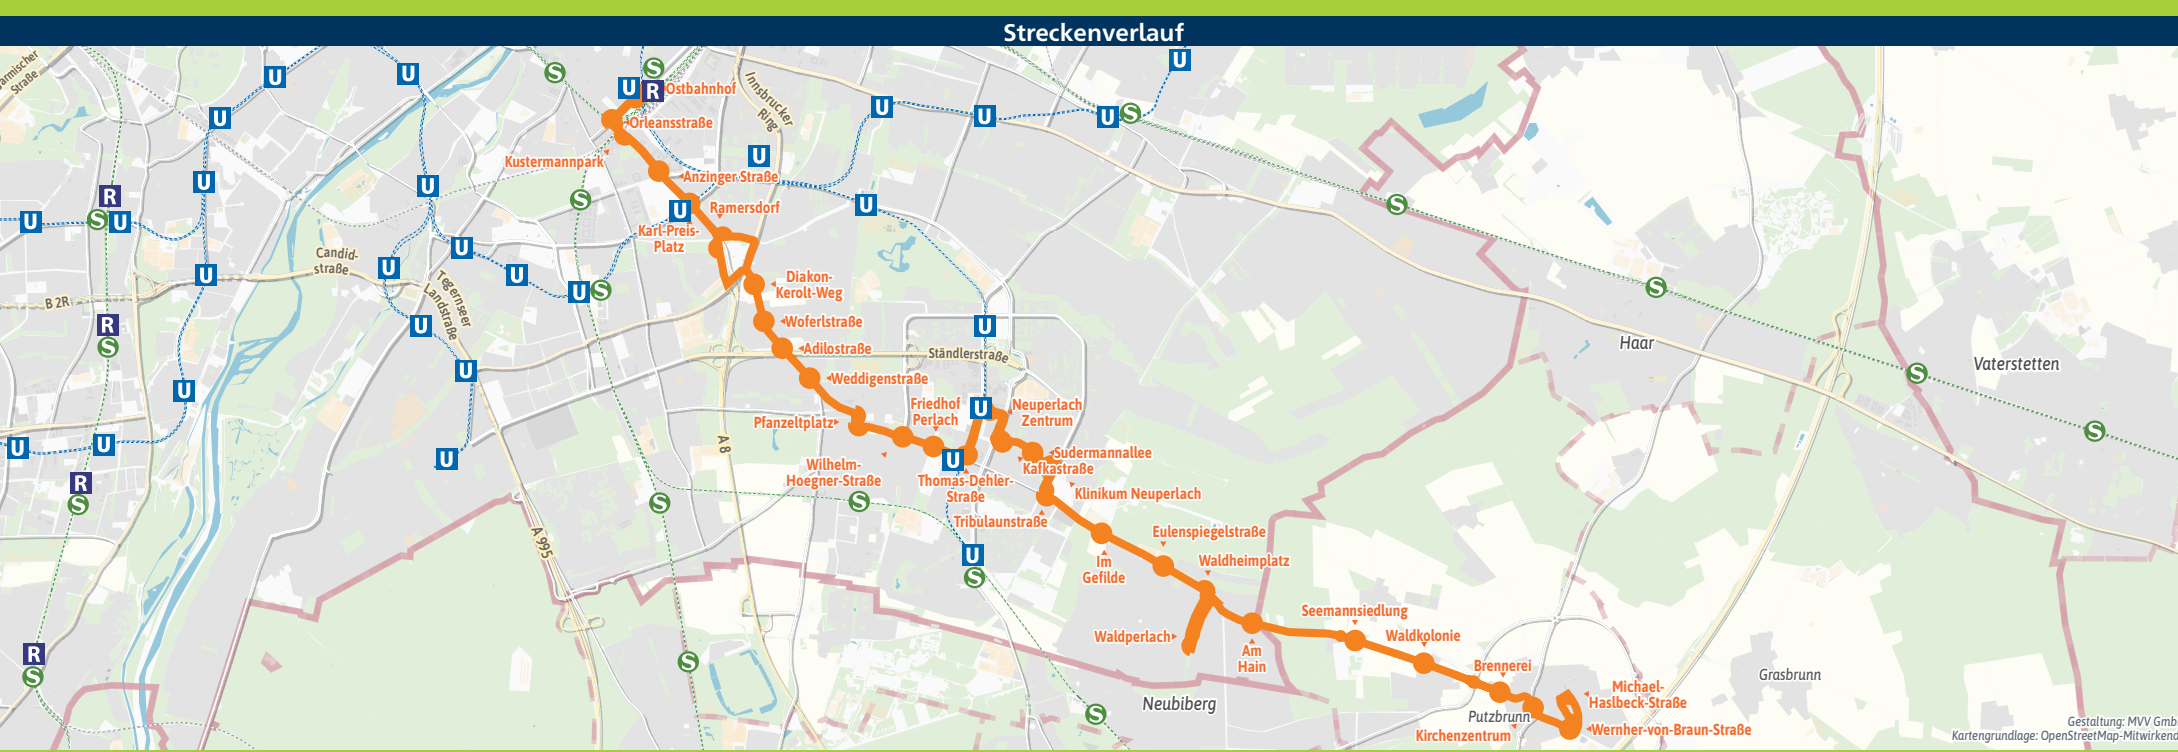 Streckenverlauf
Straße
Innsbrucker
Ring
U
S
R
Ostbahnhof
Orleansstraße
Kustermannpark
Anzinger Straße
Ramersdorf
Karl-Preis-
Platz
Candid-
straße
Tegernseer
Landstraße
B 2R
Diakon-
Kerolt-Weg
Woferlstraße
Adilostraße
Ständlerstraße
Weddigenstraße
Haar
Vaterstetten
Friedhof
Perlach
Neuperlach
Zentrum
Pfanzeltplatz
A 8
Sudermannallee
Kafkastraße
Wilhelm-
Hoegner-Straße
Thomas-Dehler-
Straße
Klinikum Neuperlach
Tribulaunstraße
A 995
Eulenspiegelstraße
Im
Gefilde
Waldheimplatz
Seemannsiedlung
Waldperlach
Am
Hain
Waldkolonie
Brennerei
Grasbrunn
Neubiberg
Michael-
Haslbeck-Straße
Putzbrunn
Kirchenzentrum
Wernher-von-Braun-Straße
Gestaltung: MVV Gmb
Kartengrundlage: OpenStreetMap-Mitwirkend